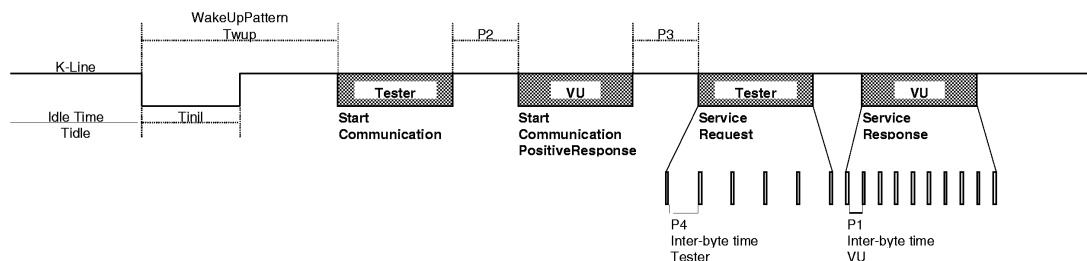 WakeUpPattern
Twup
P2
P3
K-Line
Tester
VU
Tester
VU
Idle Time
Tidle
Tinil
Start
Communication
Start
Communication
PositiveResponse
Service
Request
Service
Response
P4
Inter-byte time
Tester
P1
Inter-byte time
VU